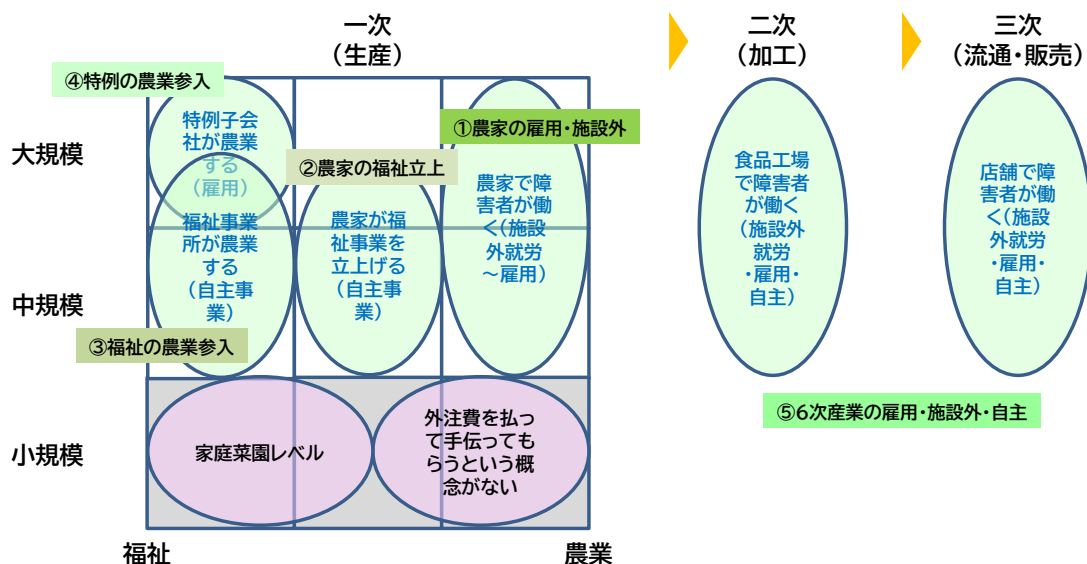 一次
(生産)
二次
(加工)
三次
(流通・販売)
④特例の農業参入
特例子会
社が農業
する
(雇用)
①農家の雇用・施設外
大規模
②農家の福祉立上
農家で障
害者が働
く(施設
外就労
~雇用)
食品工場
で障害者
が働く
(施設外
就労
・雇用・
自主)
店舗で障
害者が働
く(施設
外就労
・雇用・
自主)
福祉事業
所が農業
する
(自主事
業)
農家が福
祉事業を
立上げる
(自主事
業)
中規模
③福祉の農業参入
⑤6次産業の雇用・施設外・自主
小規模
家庭菜園レベル
外注費を払っ
て手伝っても
らうという概
念がない
福祉
農業